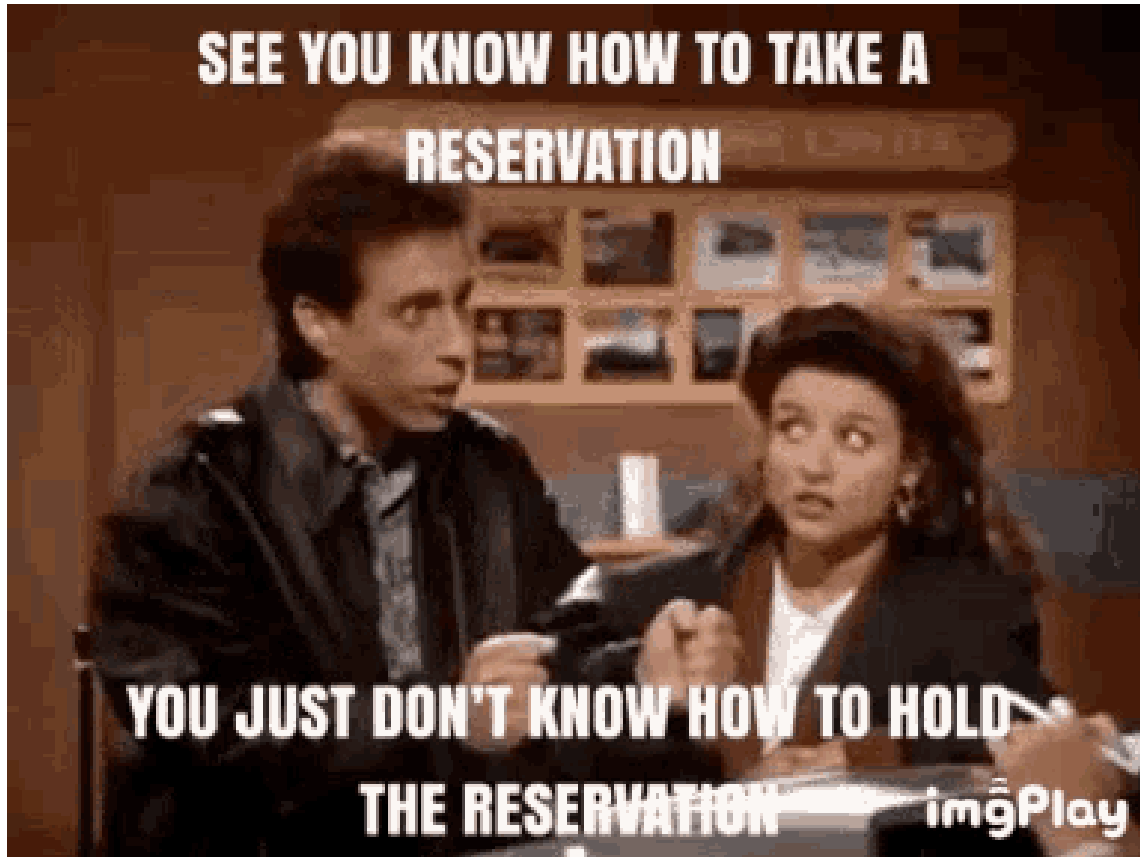 SEE YOU KNOW HOW TO TAKE A
RESERVATION
YOU JUST DON'T KNOW HOW TO HOLD
THE RESERVATION
imgPlay